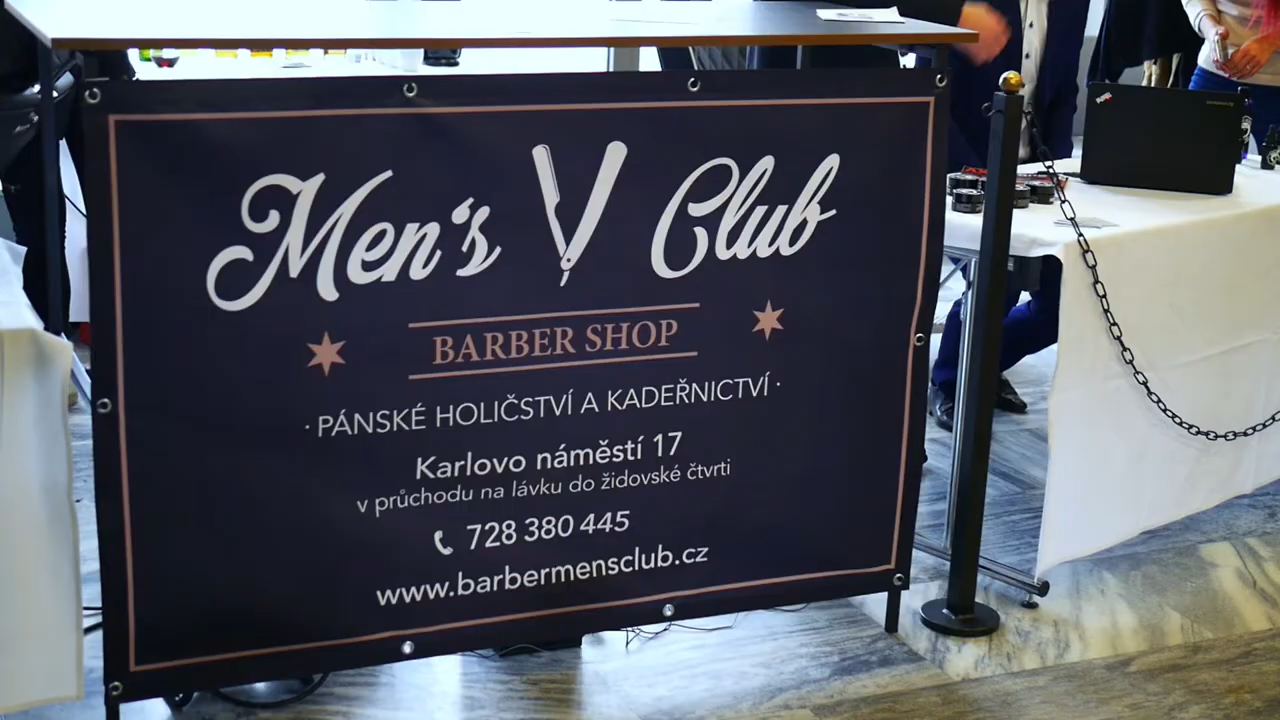 Men's Club
BARBER SHOP
· PÁNSKÉ HOLIČSTVÍ A KADEŘNICTVÍ ·
Karlovo náměstí 17
v průchodu na lávku do židovské čtvrti
728 380 445
www.barbermensclub.cz